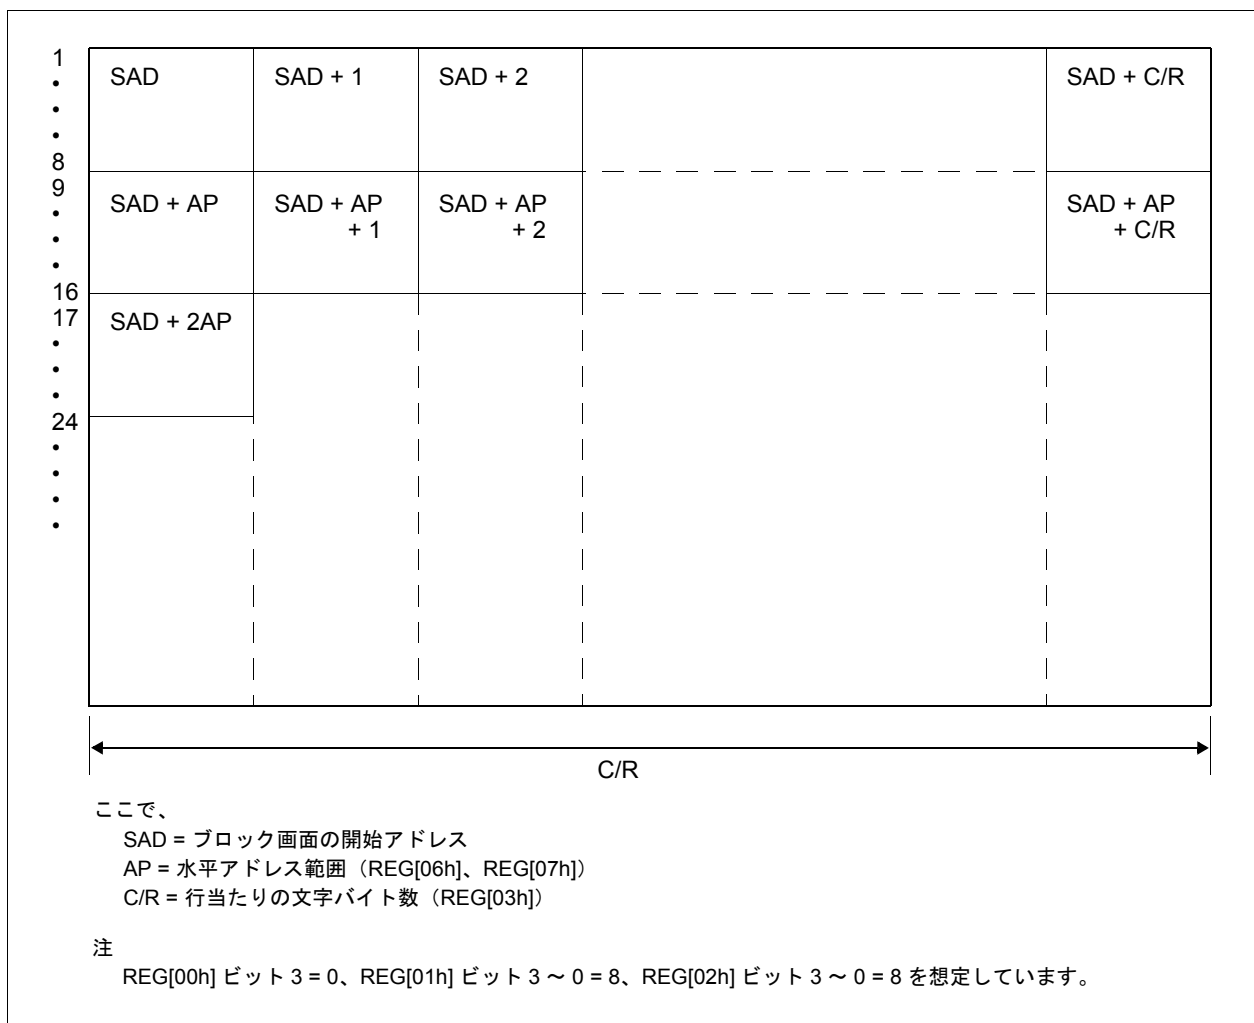 1
•
•
•
8
9
•
•
•
16
17
•
•
•
24
•
•
•
•
SAD SAD + 1 SAD + 2 SAD + C/R
SAD + AP SAD + AP + 1 SAD + AP + 2 SAD + AP + C/R
SAD + 2AP
C/R
ここで、
SAD = ブロック画面の開始アドレス
AP = 水平アドレス範囲（REG[06h]、REG[07h]）
C/R = 行当たりの文字バイト数（REG[03h]）
注
REG[00h] ビット 3 = 0、REG[01h] ビット 3 ～ 0 = 8、REG[02h] ビット 3 ～ 0 = 8 を想定しています。